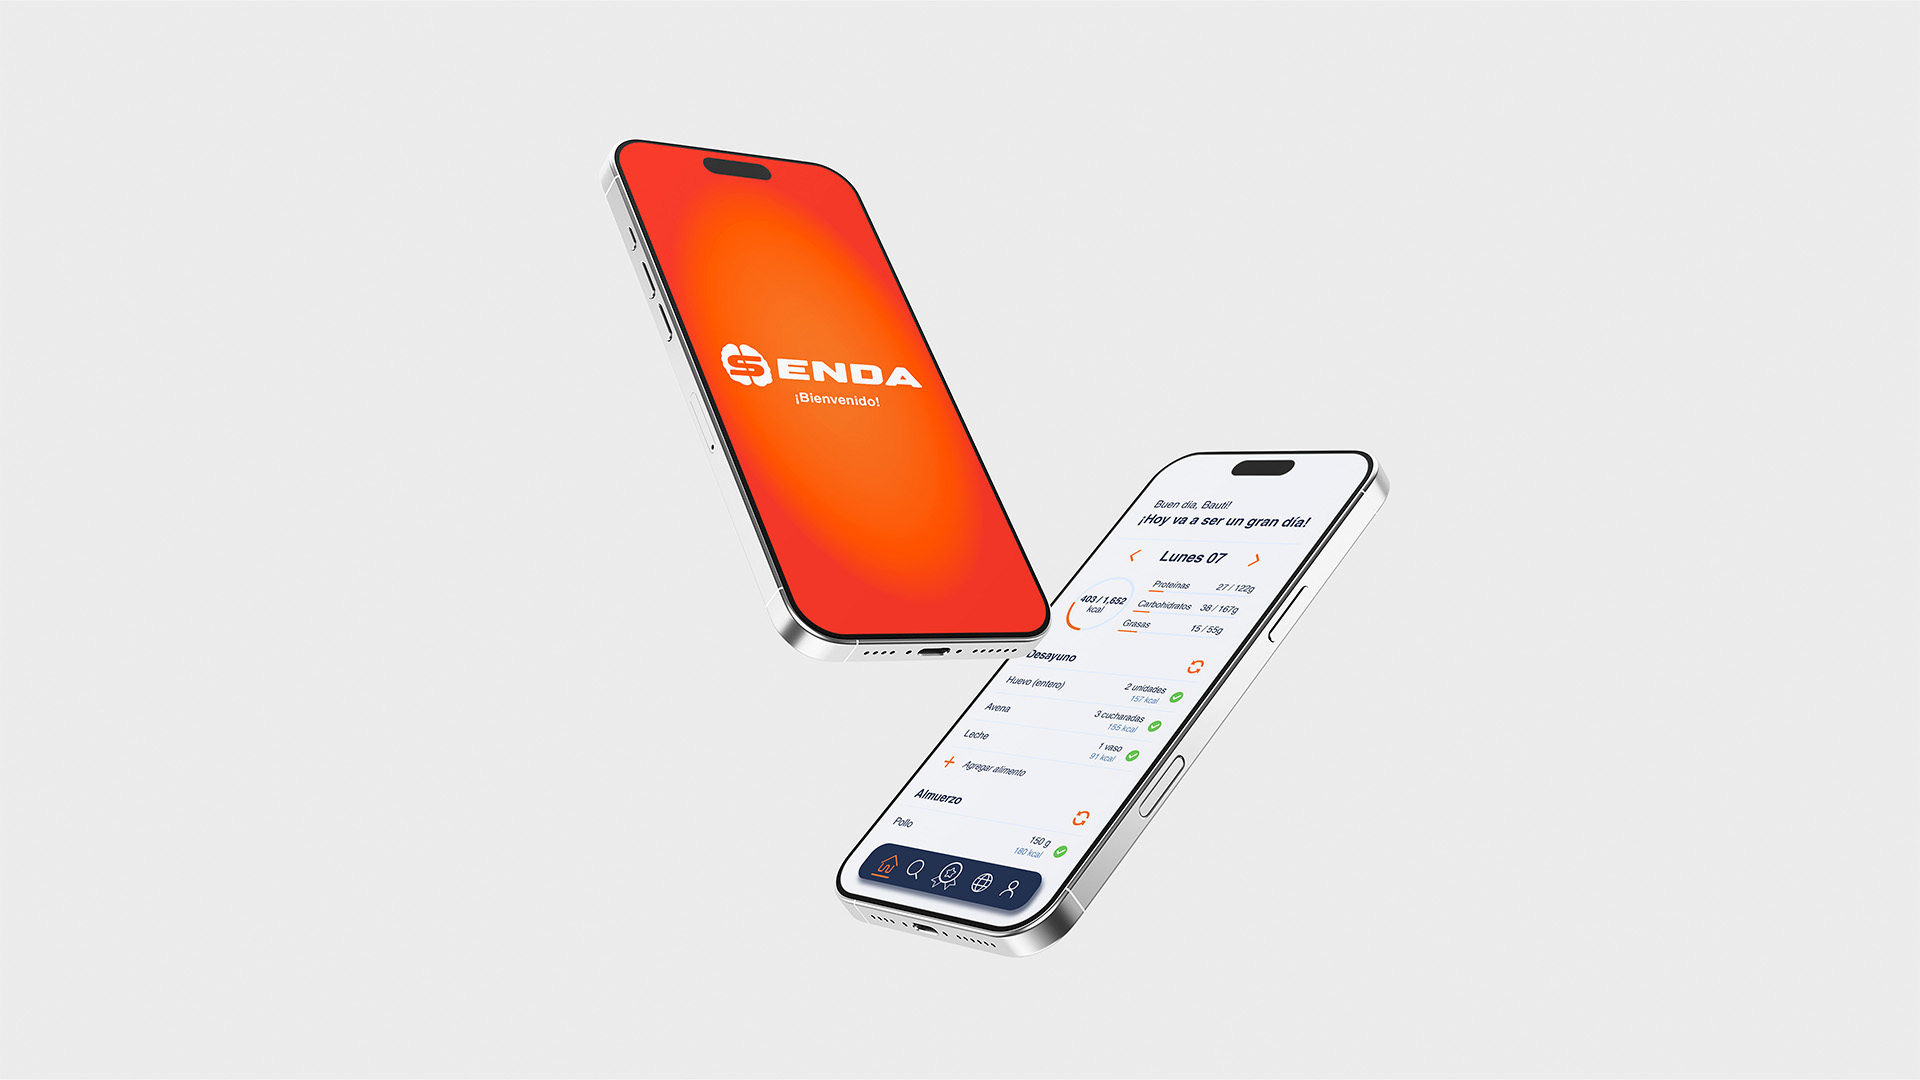 SENDA
¡Bienvenido!
Buen día, Bauti!
¡Hoy va a ser un gran día!
Lunes 07
403 / 1,652
kcal
Proteínas 27 / 122g
Carbohidratos 38 / 167g
Grasas 15 / 55g
Desayuno
Huevo (entero) 2 unidades
157 kcal
Avena 3 cucharadas
155 kcal
Leche 1 vaso
91 kcal
Agregar alimento
Almuerzo
Pollo 150 g
180 kcal